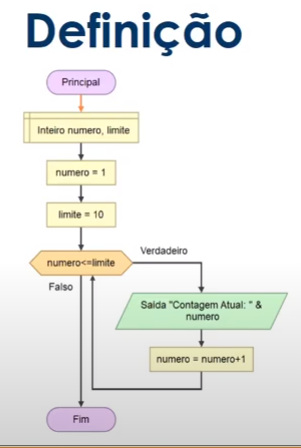 Definição
Principal
Inteiro numero, limite
numero = 1
limite = 10
numero<=limite
Verdadeiro
Falso
Saida "Contagem Atual: " &
numero
numero = numero+1
Fim